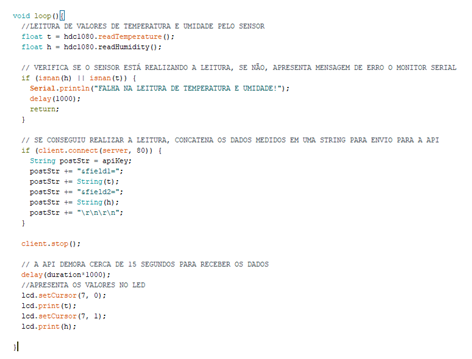 void loop(){
//LEITURA DE VALORES DE TEMPERATURA E UMIDADE PELO SENSOR
float t = hdc1080.readTemperature();
float h = hdc1080.readHumidity();
// VERIFICA SE O SENSOR ESTÁ REALIZANDO A LEITURA, SE NÃO, APRESENTA MENSAGEM DE ERRO O MONITOR SERIAL
if (isnan(h) || isnan(t)) {
Serial.println("FALHA NA LEITURA DE TEMPERATURA E UMIDADE!");
delay(1000);
return;
}
// SE CONSEGUIU REALIZAR A LEITURA, CONCATENA OS DADOS MEDIDOS EM UMA STRING PARA ENVIO PARA A API
if (client.connect(server, 80)) {
String postStr = apiKey;
postStr += "&field1=";
postStr += String(t);
postStr += "&field2=";
postStr += String(h);
postStr += "\r\n\r\n";
}
client.stop();
// A API DEMORA CERCA DE 15 SEGUNDOS PARA RECEBER OS DADOS
delay(duration*1000);
//APRESENTA OS VALORES NO LED
lcd.setCursor(7, 0);
lcd.print(t);
lcd.setCursor(7, 1);
lcd.print(h);
}